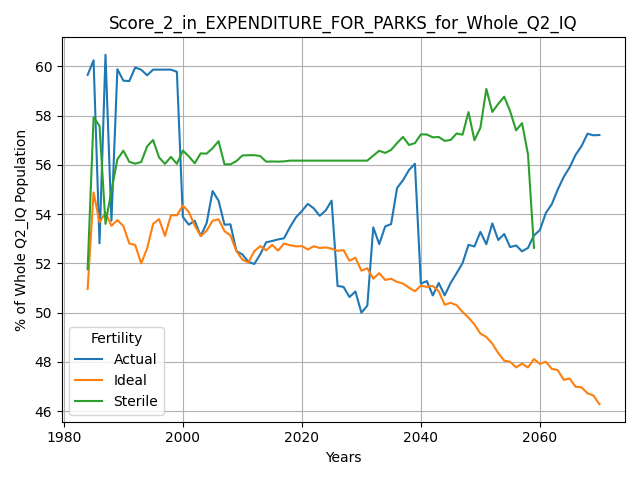 Score_2_in_EXPENDITURE_FOR_PARKS_for_Whole_Q2_IQ
% of Whole Q2_IQ Population
60
58
56
54
52
50
48
46
Fertility
Actual
Ideal
Sterile
1980
2000
2020
2040
2060
Years